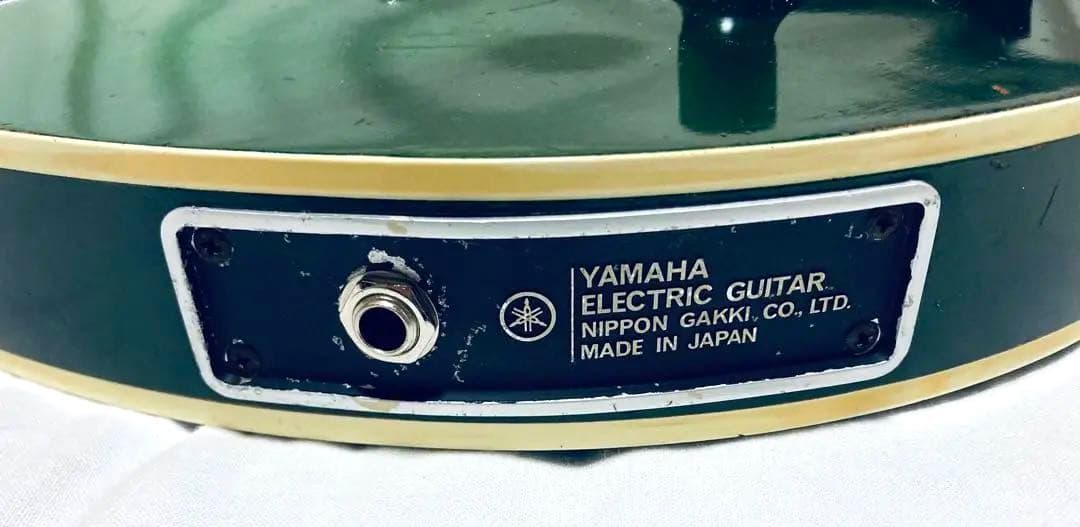 YAMAHA
ELECTRIC GUITAR
NIPPON GAKKI CO., LTD.
MADE IN JAPAN